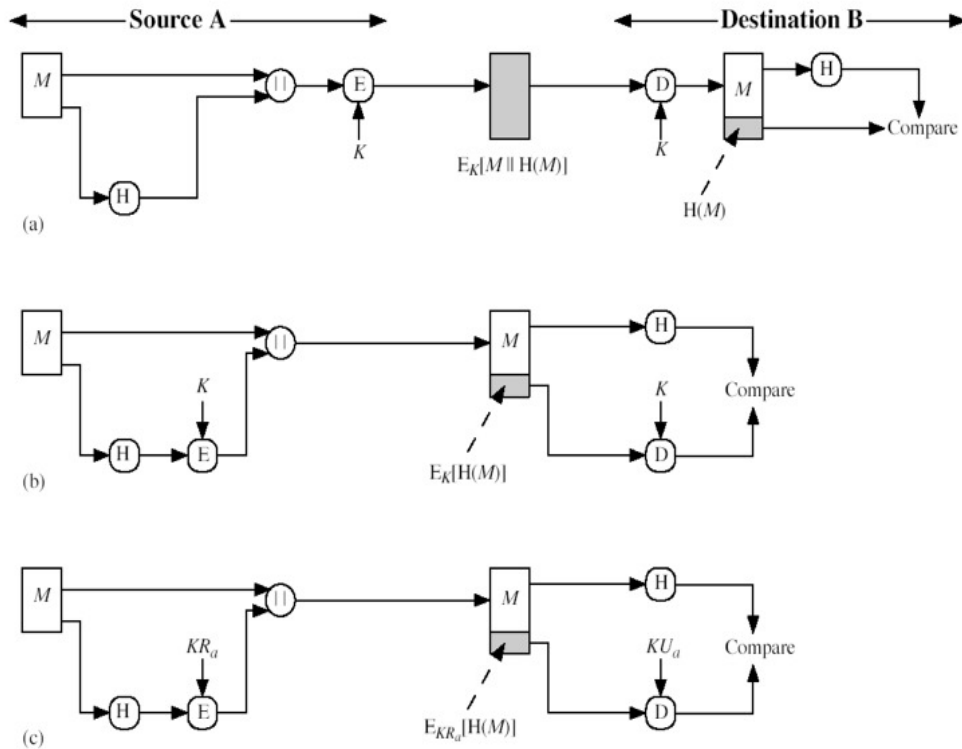 Source A
Destination B
M
||
E
D
M
H
K
K
Compare
E_K[M || H(M)]
H
H(M)
(a)
M
||
M
H
K
K
Compare
H
E
E_K[H(M)]
D
(b)
M
||
M
H
KR_a
KU_a
Compare
H
E
E_KR_a[H(M)]
D
(c)